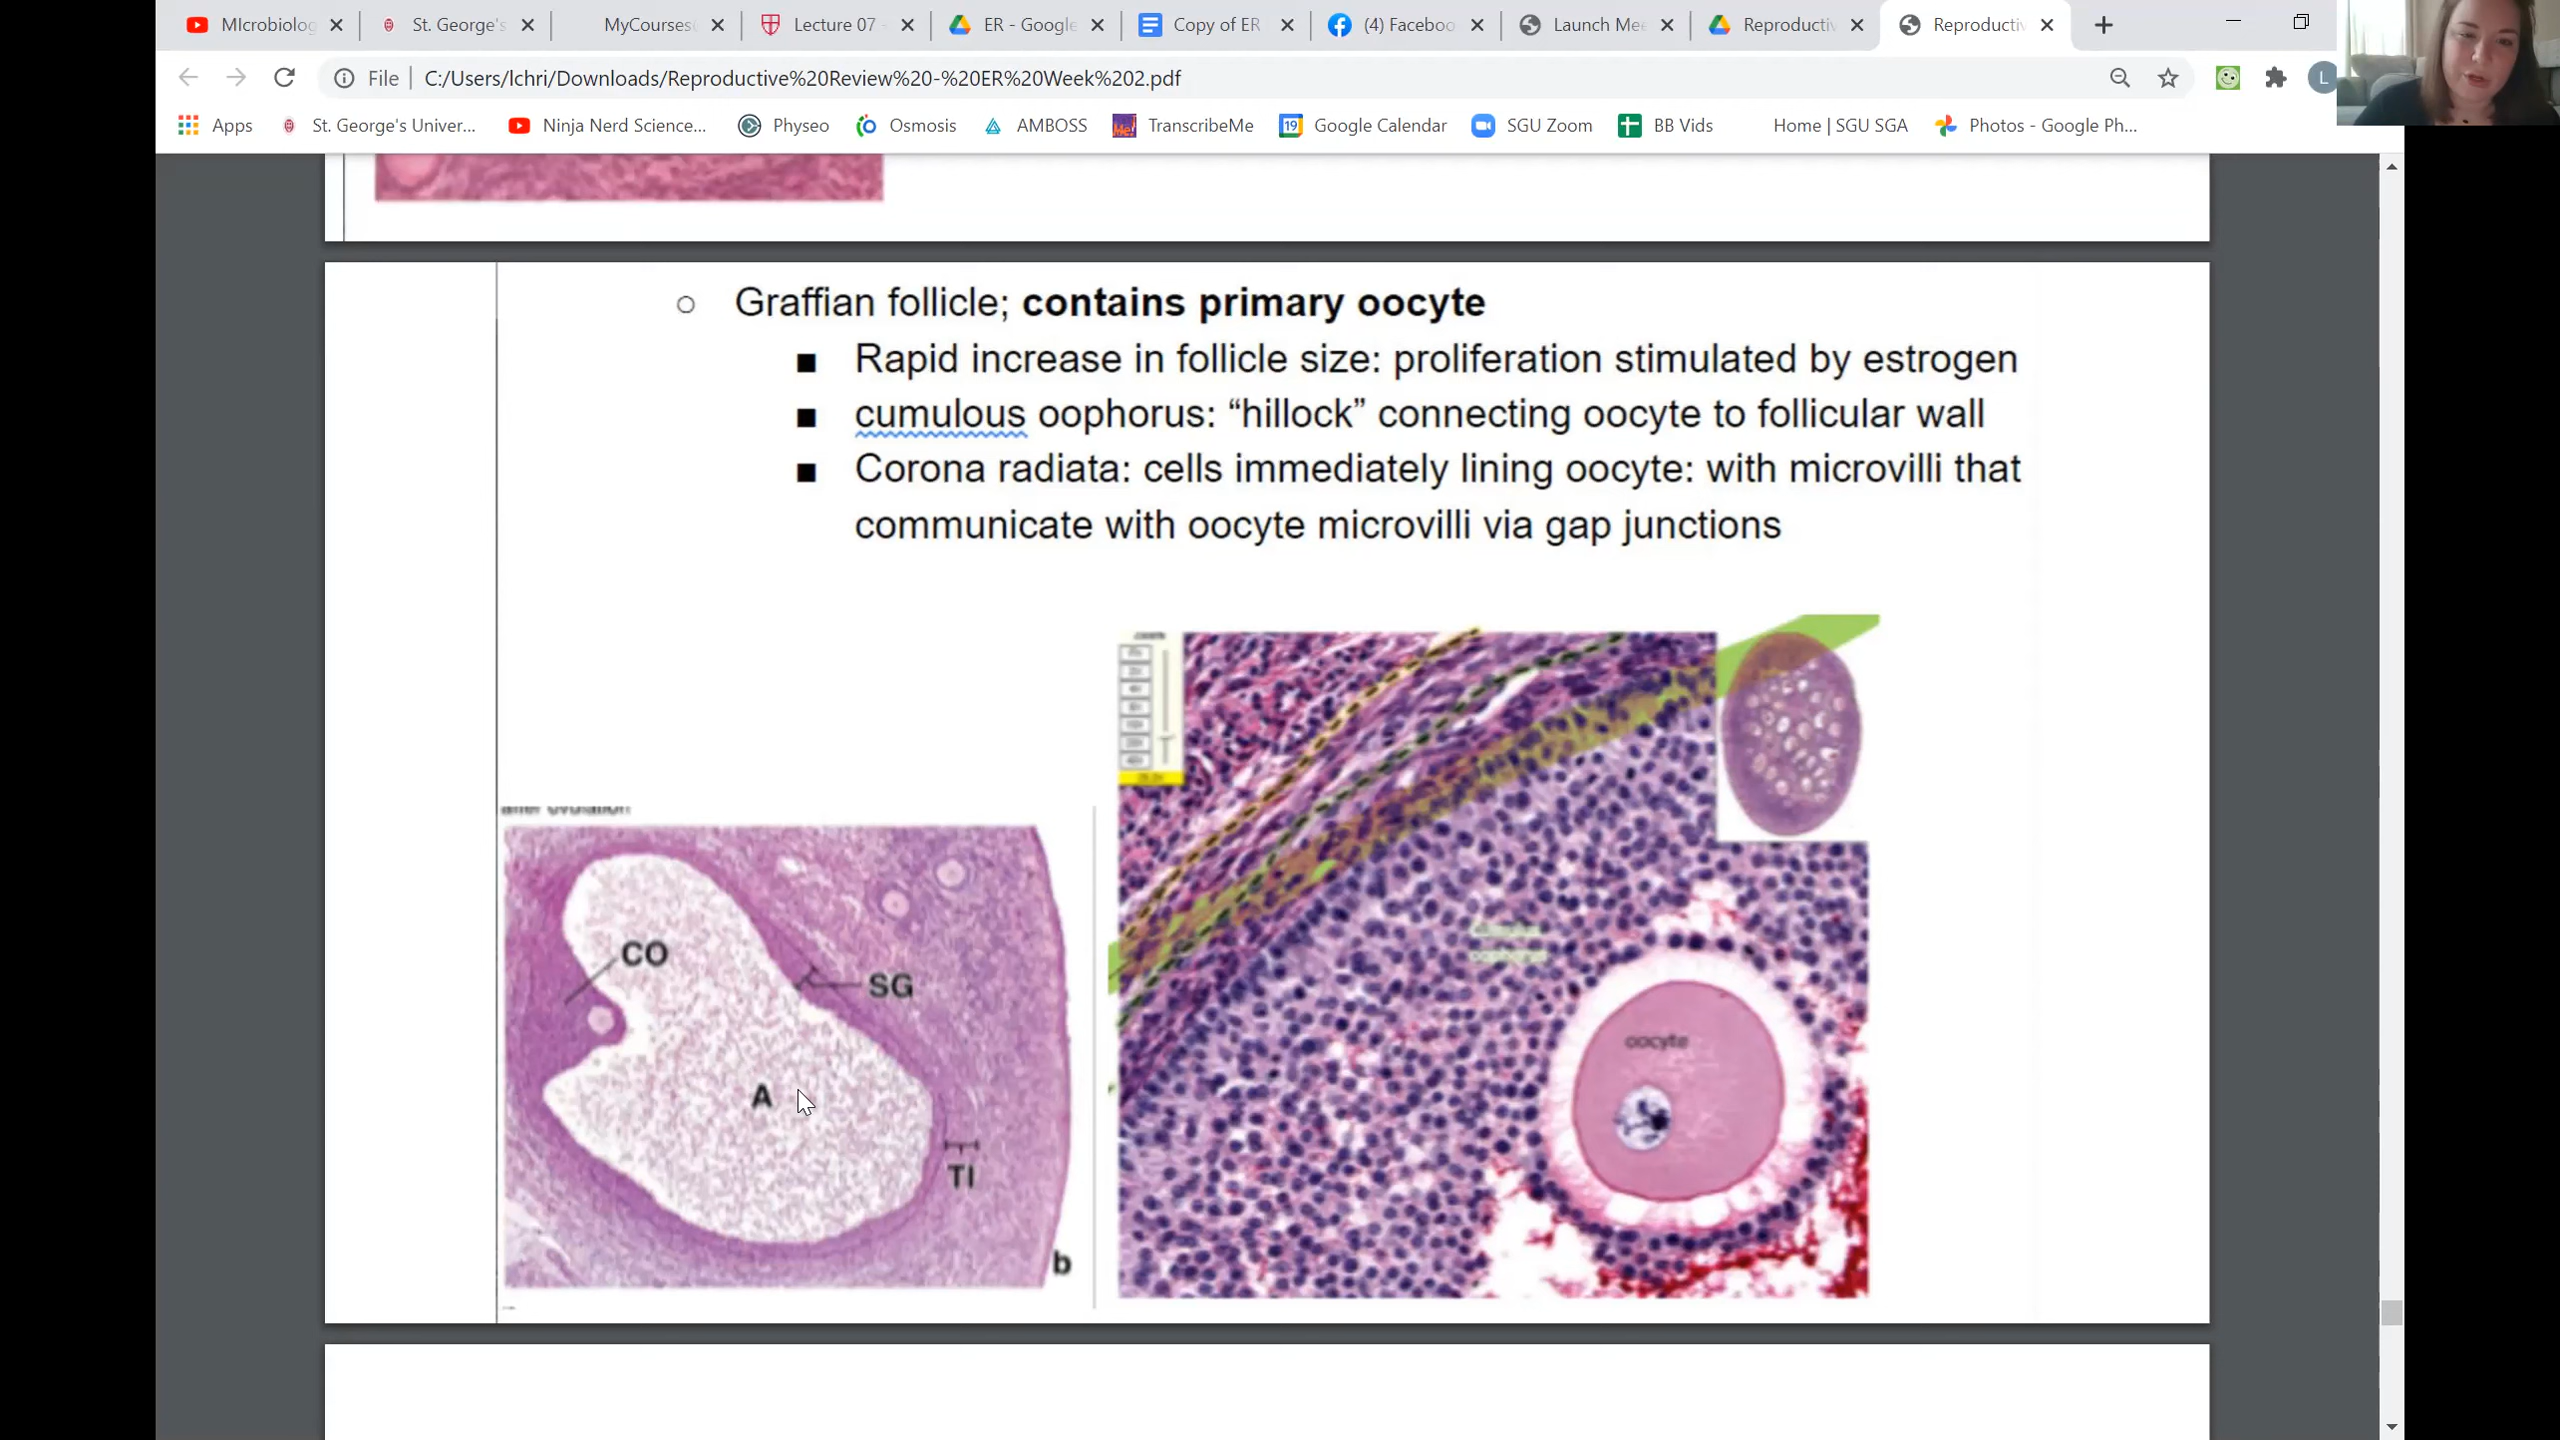 MIcrobiolog
St. George's
MyCourses
Lecture 07 -
ER - Google
Copy of ER
(4) Faceboo
Launch Mee
Reproductiv
Reproductiv
File
C:/Users/lchri/Downloads/Reproductive%20Review%20-%20ER%20Week%202.pdf
L
Apps
St. George's Univer...
Ninja Nerd Science...
Physeo
Osmosis
AMBOSS
TranscribeMe
19
Google Calendar
SGU Zoom
BB Vids
Home | SGU SGA
Photos - Google Ph...
Graffian follicle; contains primary oocyte
Rapid increase in follicle size: proliferation stimulated by estrogen
cumulous oophorus: “hillock” connecting oocyte to follicular wall
Corona radiata: cells immediately lining oocyte: with microvilli that
communicate with oocyte microvilli via gap junctions
CO
SG
A
TI
b
oocyte